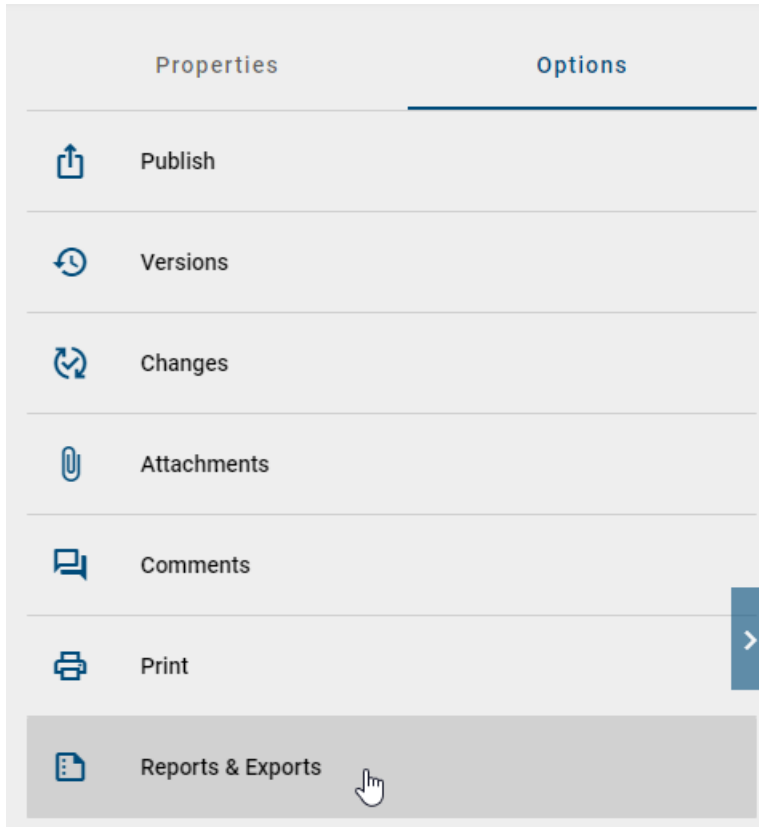 Properties Options
Publish
Versions
Changes
Attachments
Comments
Print
Reports & Exports